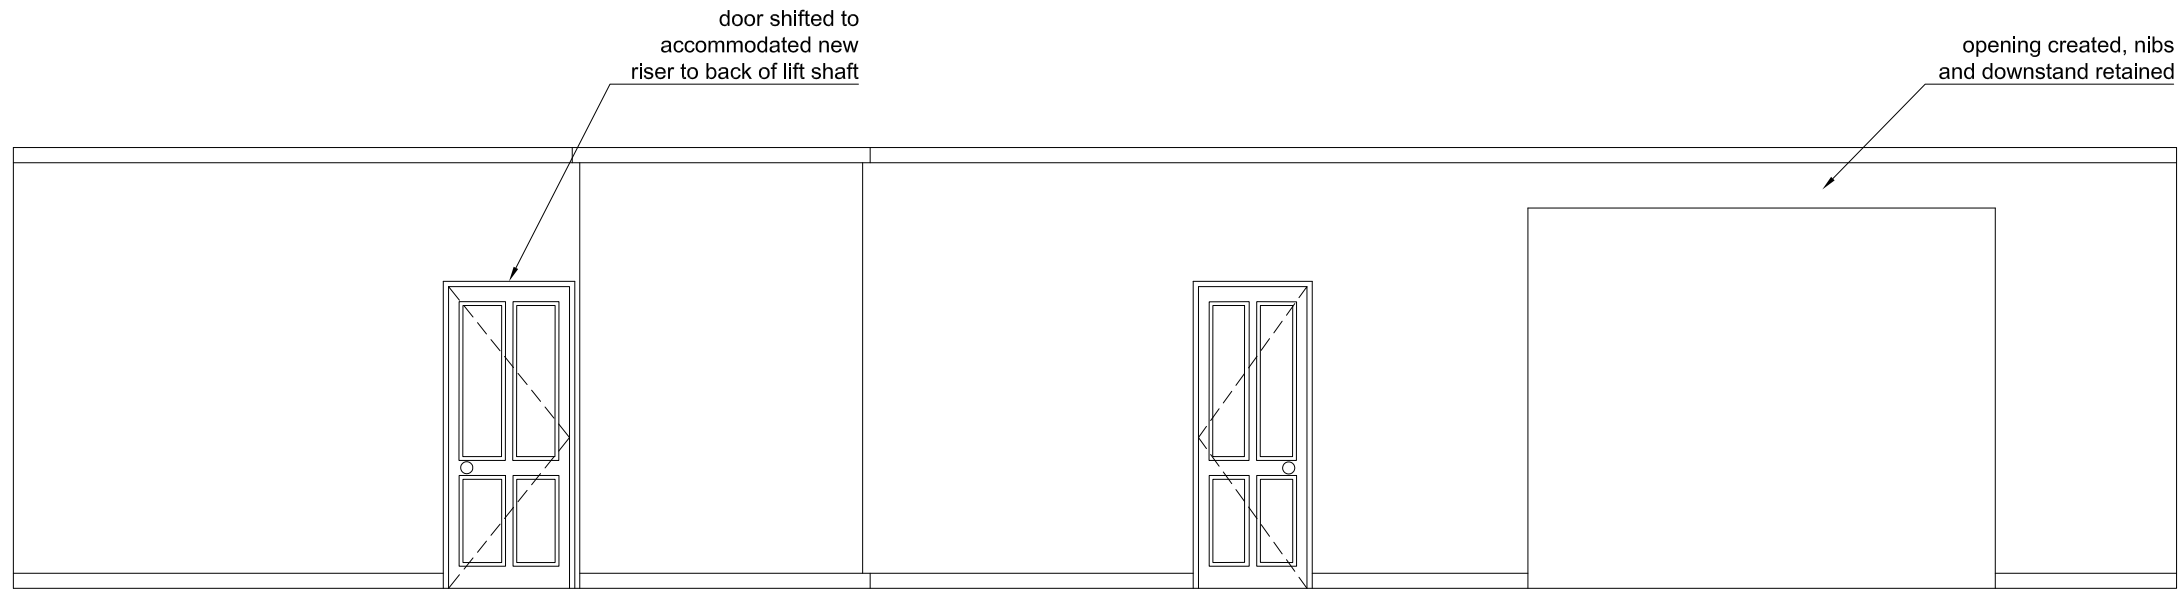 door shifted to
accommodated new
riser to back of lift shaft
opening created, nibs
and downstand retained